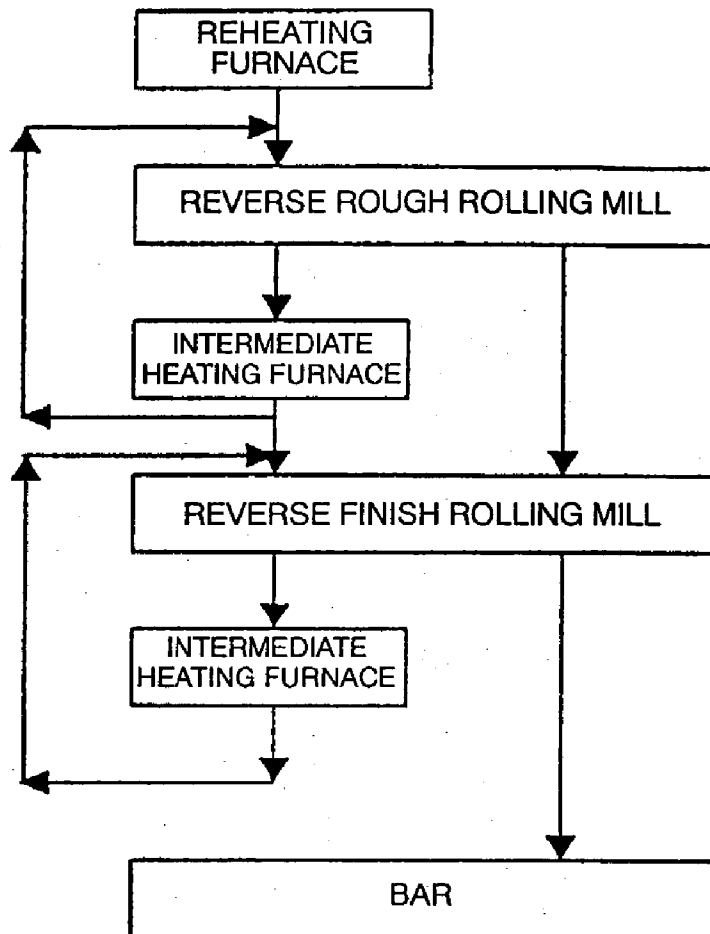 REHEATING
FURNACE
REVERSE ROUGH ROLLING MILL
INTERMEDIATE
HEATING FURNACE
REVERSE FINISH ROLLING MILL
INTERMEDIATE
HEATING FURNACE
BAR